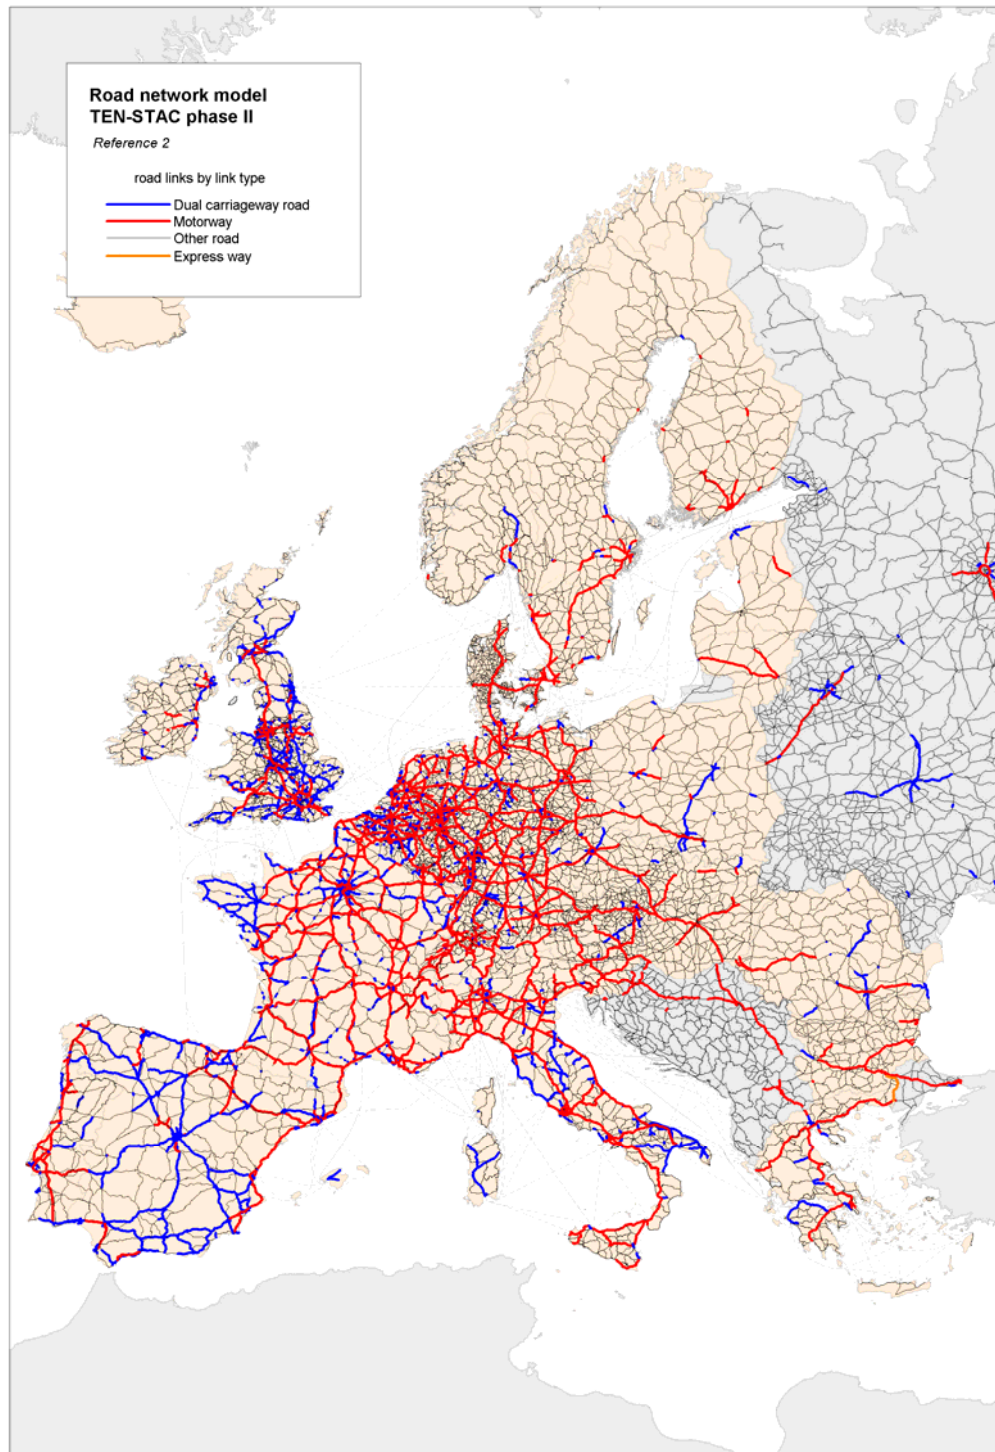 Road network model
TEN-STAC phase II
Reference 2
road links by link type
Dual carriageway road
Motorway
Other road
Express way